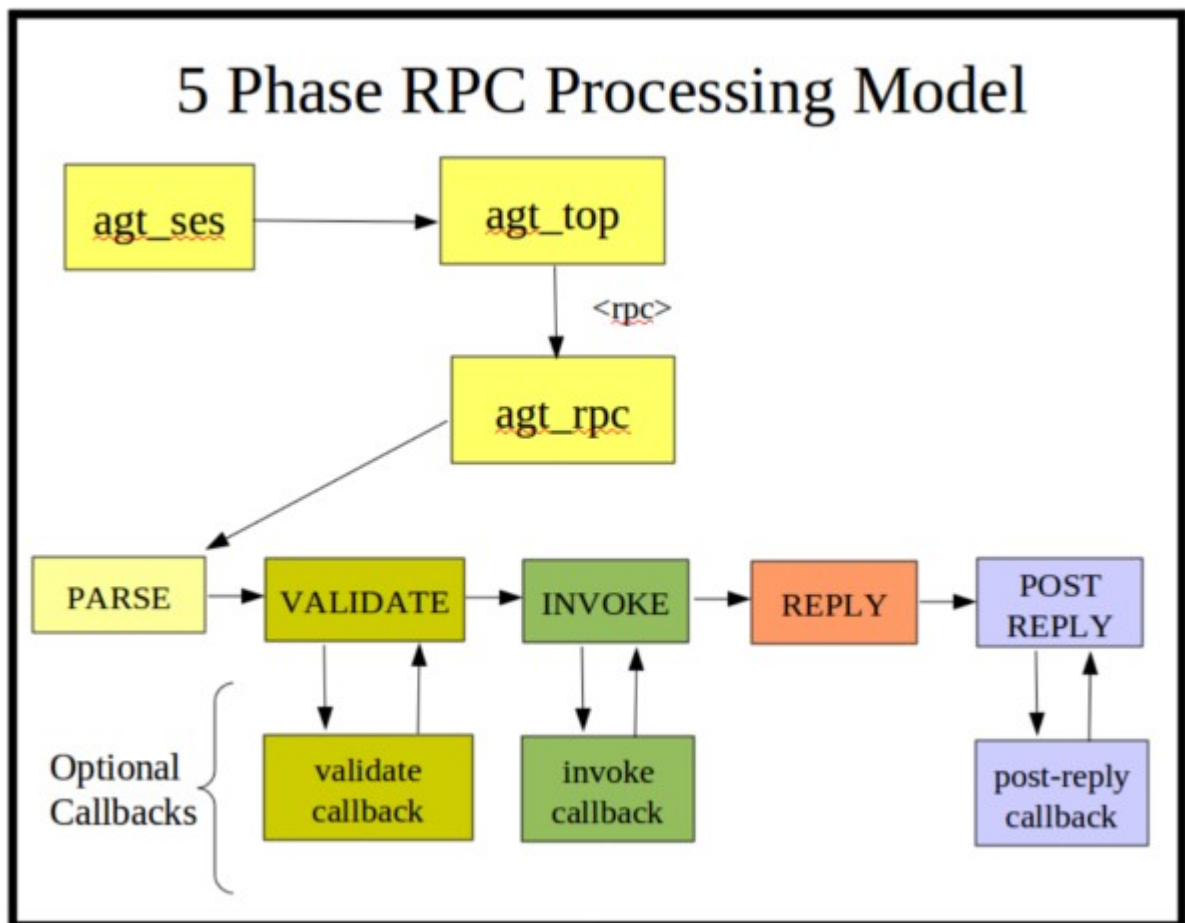 5 Phase RPC Processing Model
agt_ses
agt_top
<rpc>
agt_rpc
PARSE
VALIDATE
INVOKE
REPLY
POST
REPLY
Optional
Callbacks
validate
callback
invoke
callback
post-reply
callback